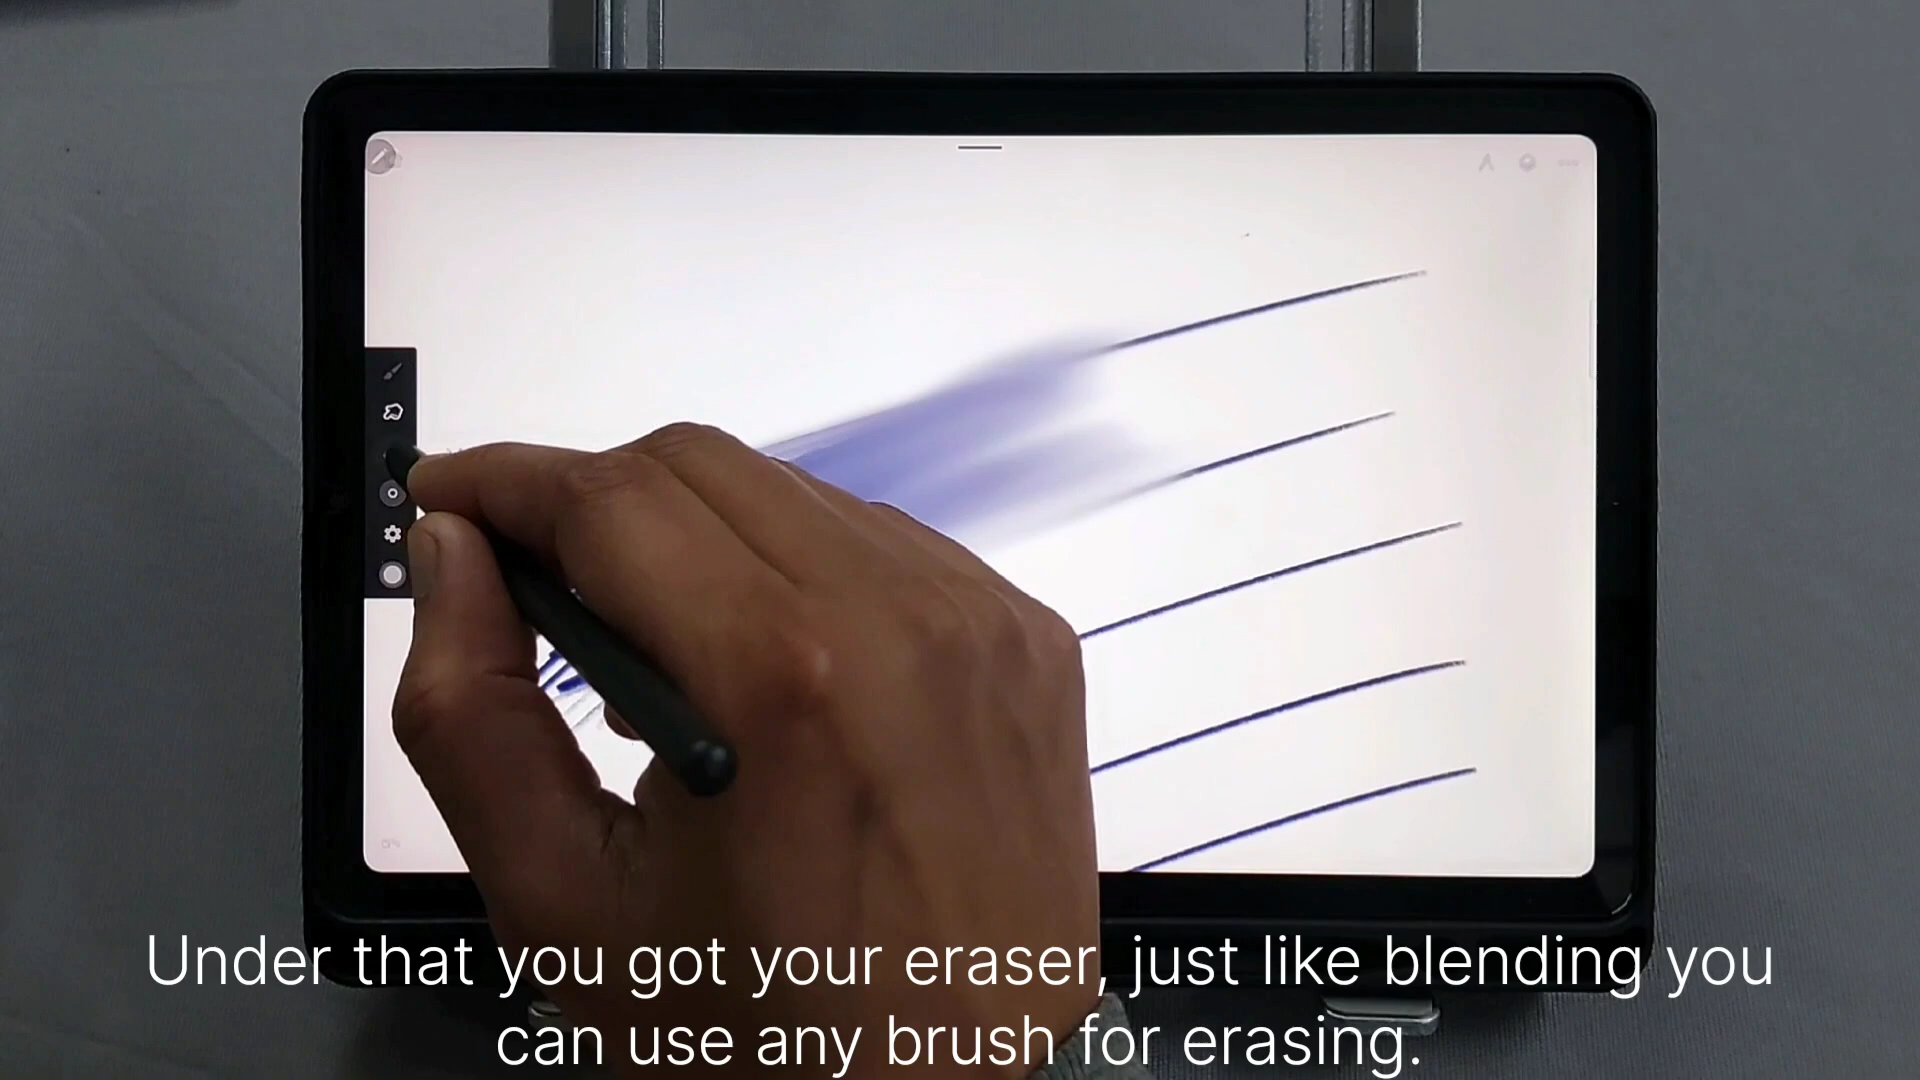 Under that you got your eraser, just like blending you
can use any brush for erasing.